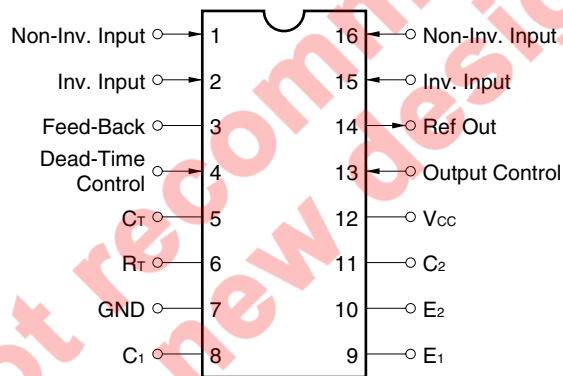 Non-Inv. Input 1 16 Non-Inv. Input
Inv. Input 2 15 Inv. Input
Feed-Back 3 14 Ref Out
Dead-Time
Control 4 13 Output Control
CT 5 12 VCC
RT 6 11 C2
GND 7 10 E2
C1 8 9 E1